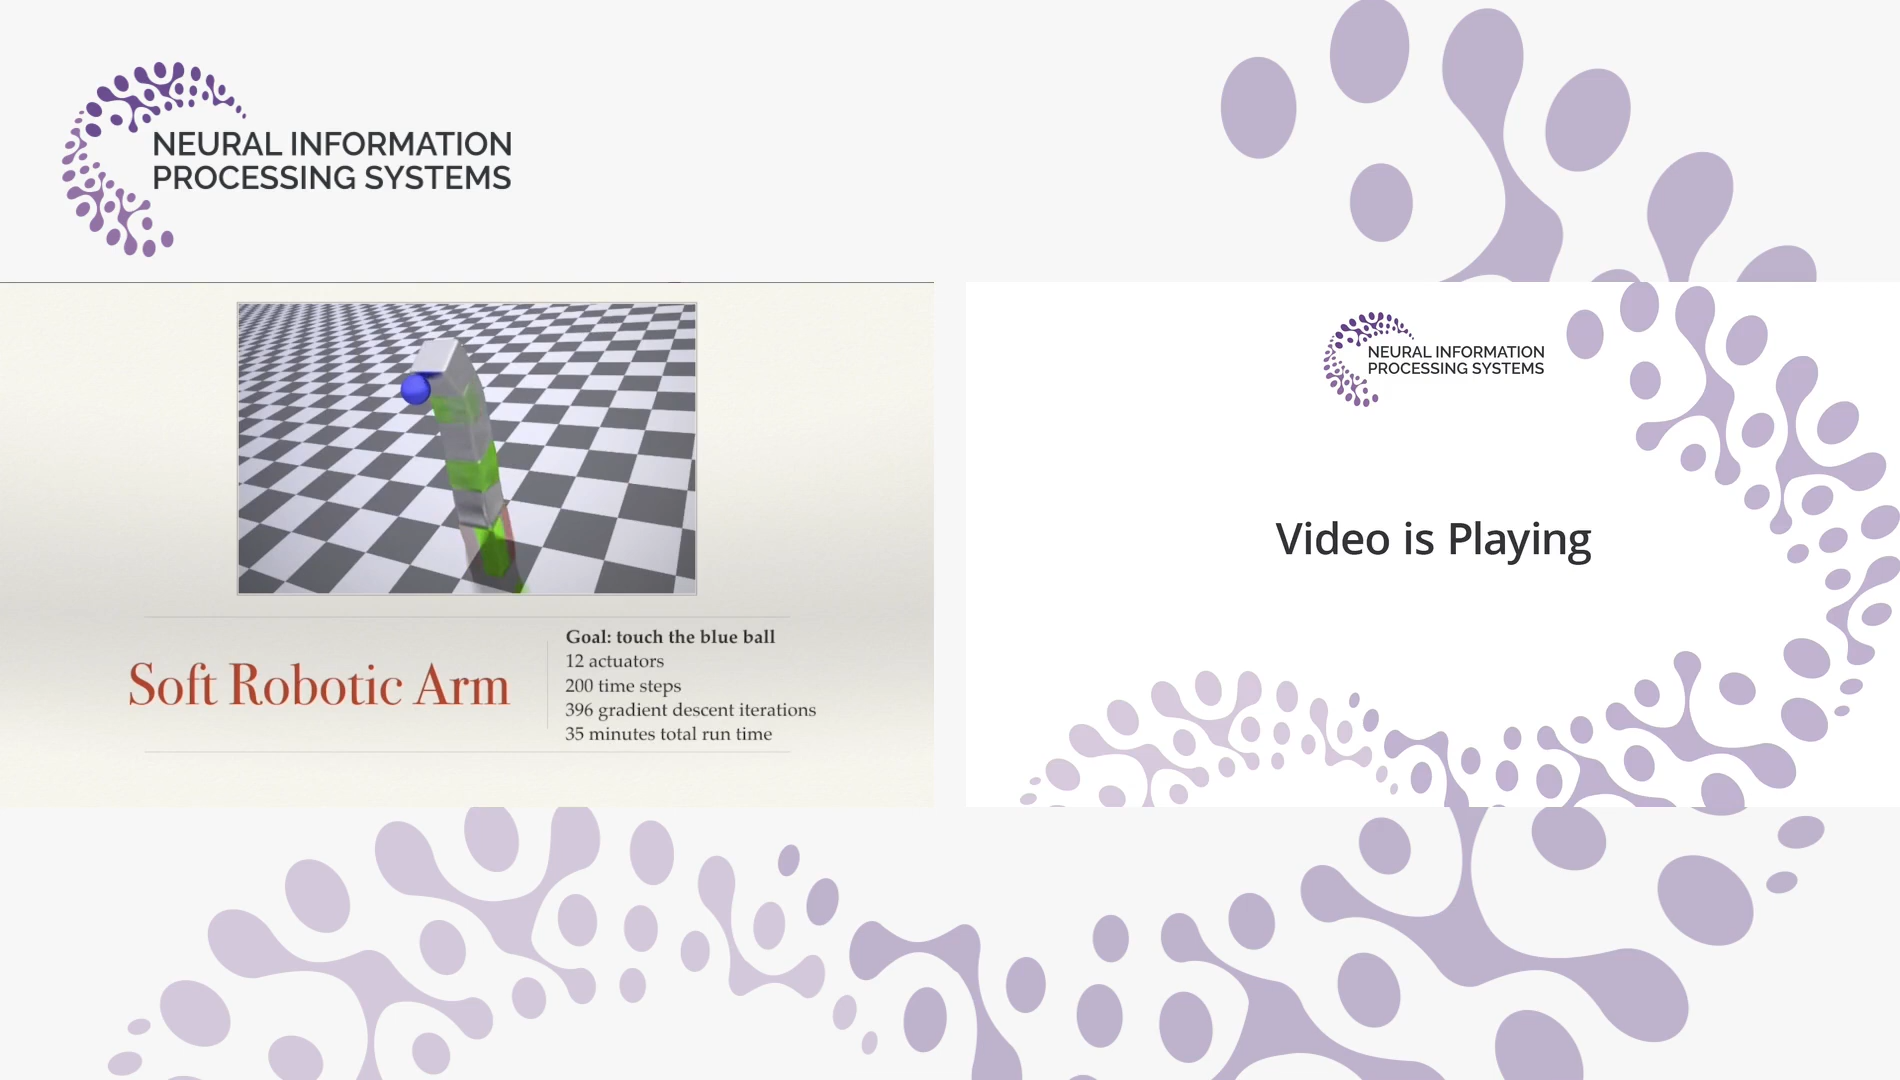 NEURAL INFORMATION
PROCESSING SYSTEMS
Soft Robotic Arm
Goal: touch the blue ball
12 actuators
200 time steps
396 gradient descent iterations
35 minutes total run time
NEURAL INFORMATION
PROCESSING SYSTEMS
Video is Playing